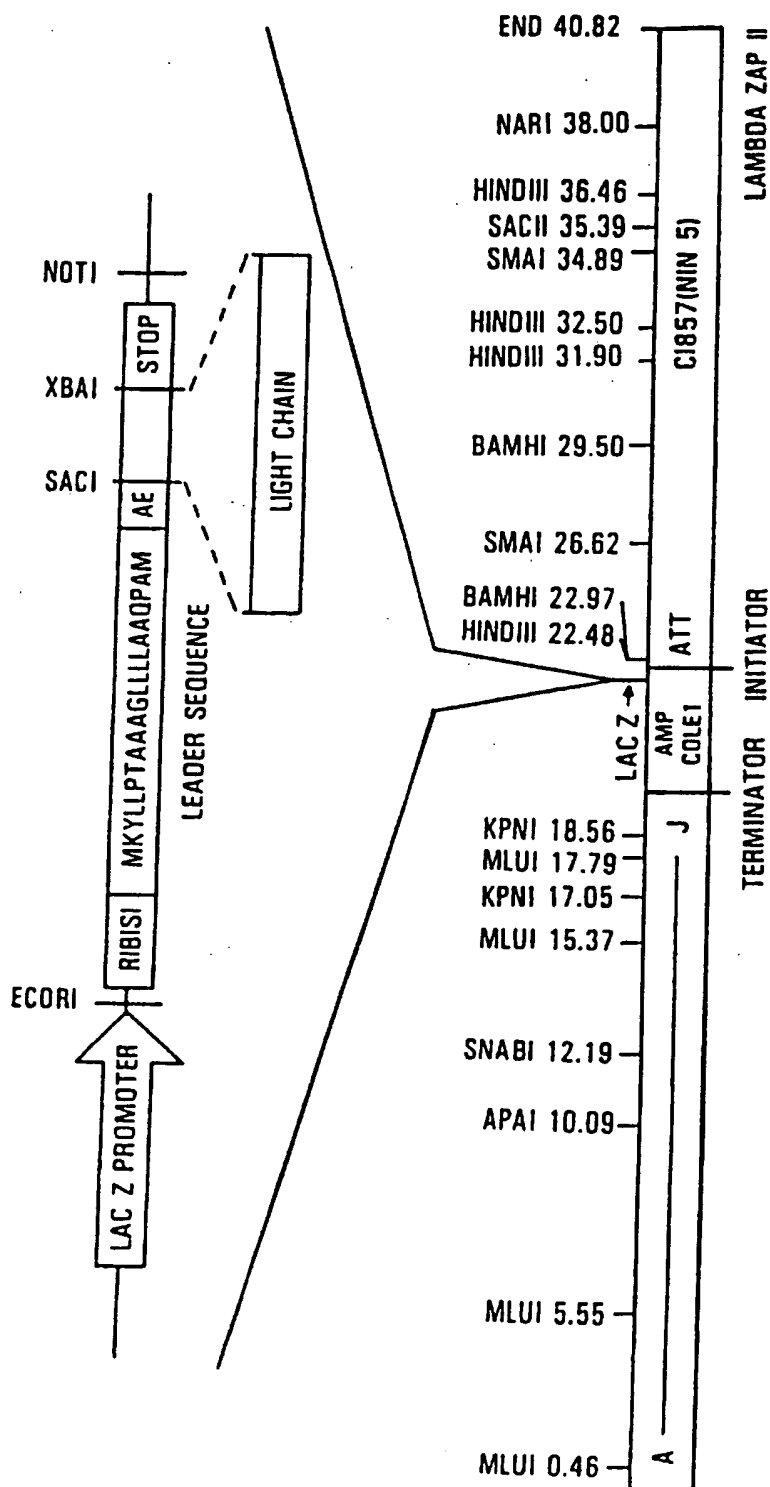 END 40.82
NARI 38.00
HINDIII 36.46
SACII 35.39
SMAI 34.89
HINDIII 32.50
HINDIII 31.90
BAMHI 29.50
SMAI 26.62
BAMHI 22.97
HINDIII 22.48
LAC Z
KPNI 18.56
MLUI 17.79
KPNI 17.05
MLUI 15.37
SNABI 12.19
APAI 10.09
MLUI 5.55
MLUI 0.46
LAMBDA ZAP II
CI857(NIN 5)
ATT
INITIATOR
AMP
COLE1
TERMINATOR
J
A
NOTI
STOP
XBAI
SACI
AE
MKYLLPTAAAGLLLLAAQPAM
LEADER SEQUENCE
RIBISI
ECORI
LAC Z PROMOTER
LIGHT CHAIN